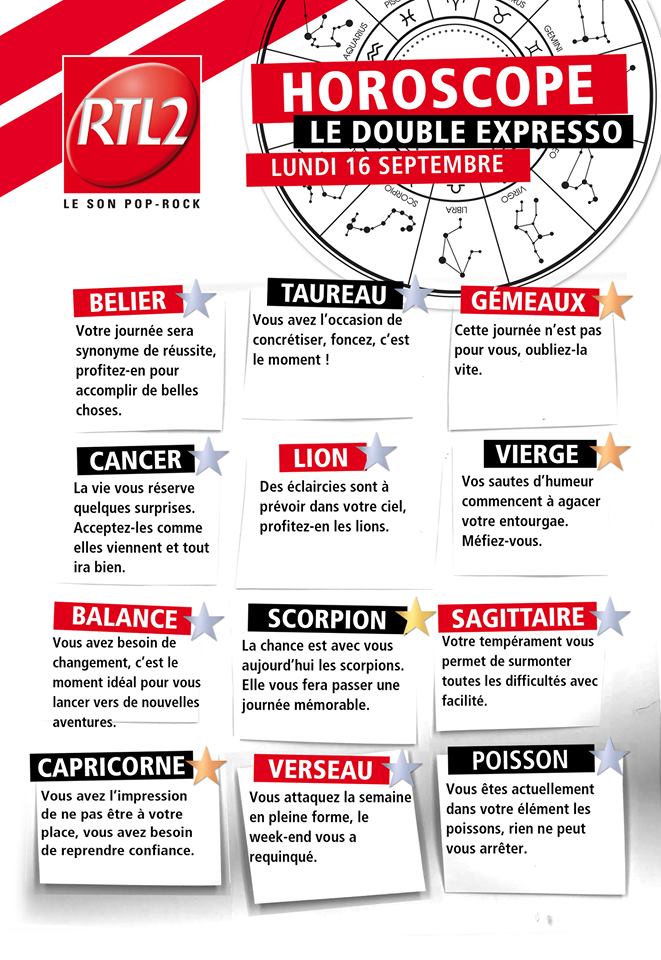 AQUARIUS
GEMINI
RTL2
LE SON POP-ROCK
HOROSCOPE
LE DOUBLE EXPRESSO
LUNDI 16 SEPTEMBRE
SCORPIO
LIBRA
VIRGO
BELIER
Votre journée sera
synonyme de réussite,
profitez-en pour
accomplir de belles
choses.
TAUREAU
Vous avez l'occasion de
concrétiser, foncez, c'est
le moment !
GÉMEAUX
Cette journée n'est pas
pour vous, oubliez-la
vite.
CANCER
La vie vous réserve
quelques surprises.
Acceptez-les comme
elles viennent et tout
ira bien.
LION
Des éclaircies sont à
prévoir dans votre ciel,
profitez-en les lions.
VIERGE
Vos sautes d'humeur
commencent à agacer
votre entourgae.
Méfiez-vous.
BALANCE
Vous avez besoin de
changement, c'est le
moment idéal pour vous
lancer vers de nouvelles
aventures.
SCORPION
La chance est avec vous
aujourd'hui les scorpions.
Elle vous fera passer une
journée mémorable.
SAGITTAIRE
Votre tempérament vous
permet de surmonter
toutes les difficultés avec
facilité.
CAPRICORNE
Vous avez l'impression
de ne pas être à votre
place, vous avez besoin
de reprendre confiance.
VERSEAU
Vous attaquez la semaine
en pleine forme, le
week-end vous a
requinqué.
POISSON
Vous êtes actuellement
dans votre élément les
poissons, rien ne peut
vous arrêter.